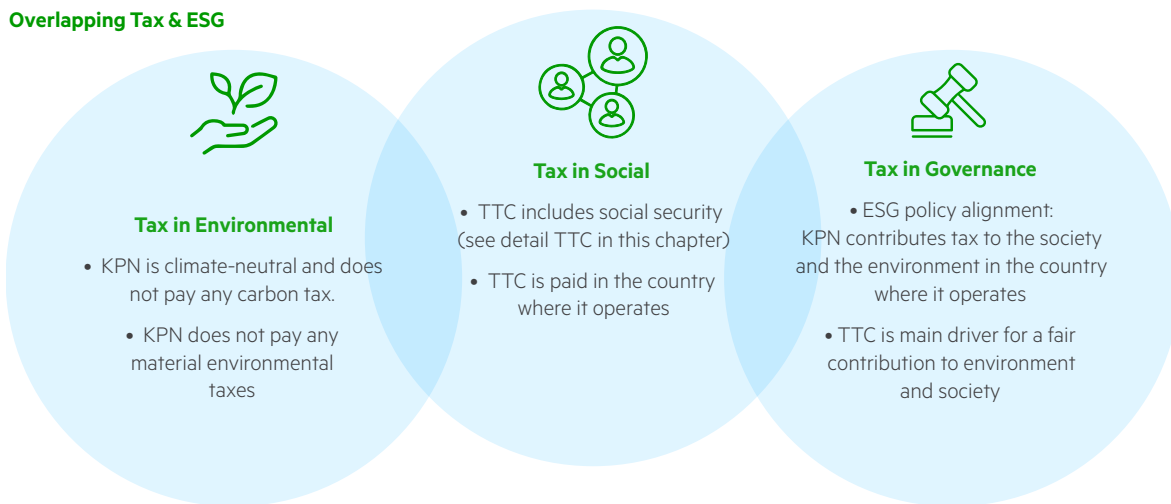 Overlapping Tax & ESG
Tax in Environmental
• KPN is climate-neutral and does
not pay any carbon tax.
• KPN does not pay any
material environmental
taxes
Tax in Social
• TTC includes social security
(see detail TTC in this chapter)
• TTC is paid in the country
where it operates
Tax in Governance
• ESG policy alignment:
KPN contributes tax to the society
and the environment in the country
where it operates
• TTC is main driver for a fair
contribution to environment
and society